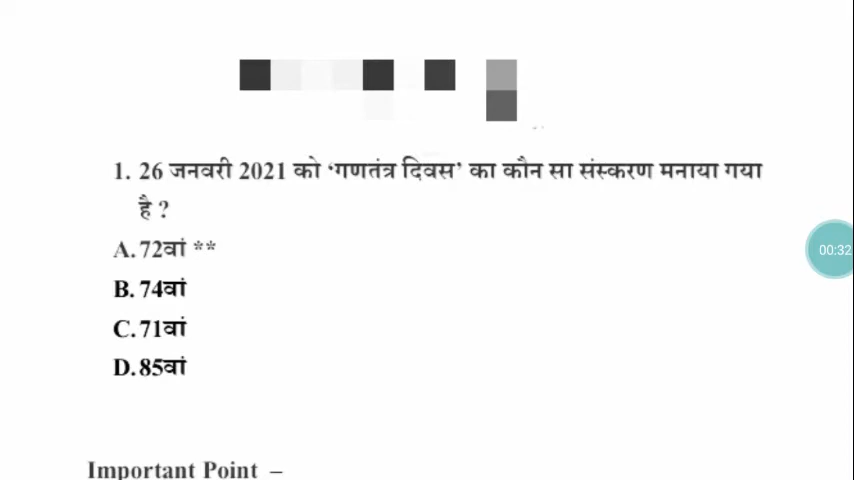 1. 26 जनवरी 2021 को ‘गणतंत्र दिवस’ का कौन सा संस्करण मनाया गया
है ?
A. 72वां **
B. 74वां
C. 71वां
D. 85वां
00:32
Important Point –